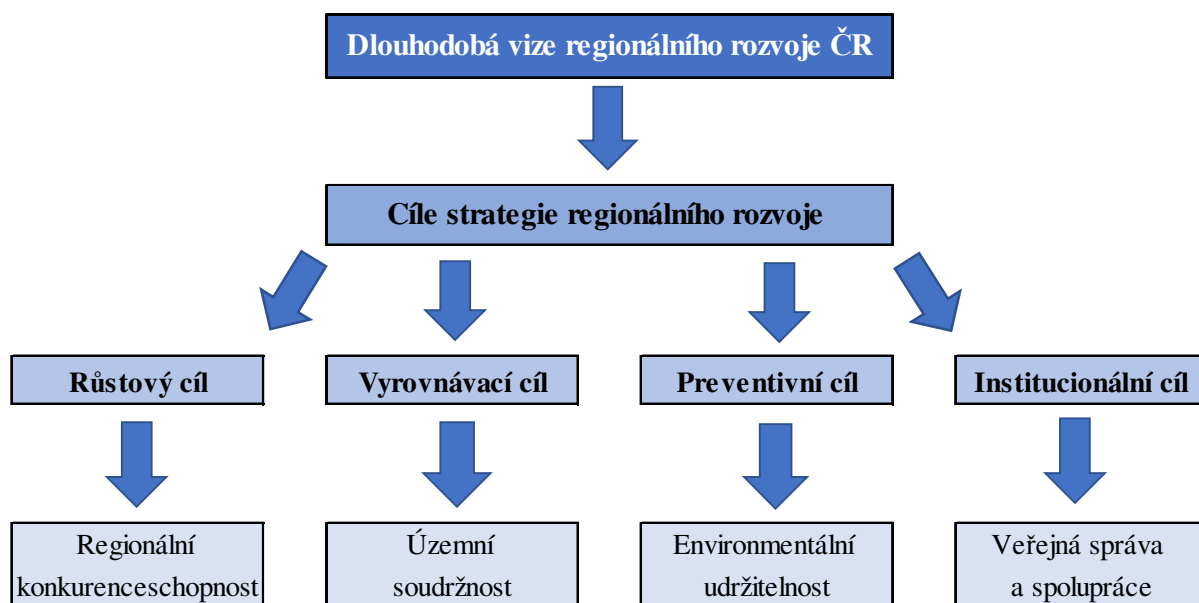 Dlouhodobá vize regionálního rozvoje ČR
Cíle strategie regionálního rozvoje
Růstový cíl
Vyrovnávací cíl
Preventivní cíl
Institucionální cíl
Regionální
konkurenceschopnost
Územní
soudržnost
Environmentální
udržitelnost
Veřejná správa
a spolupráce